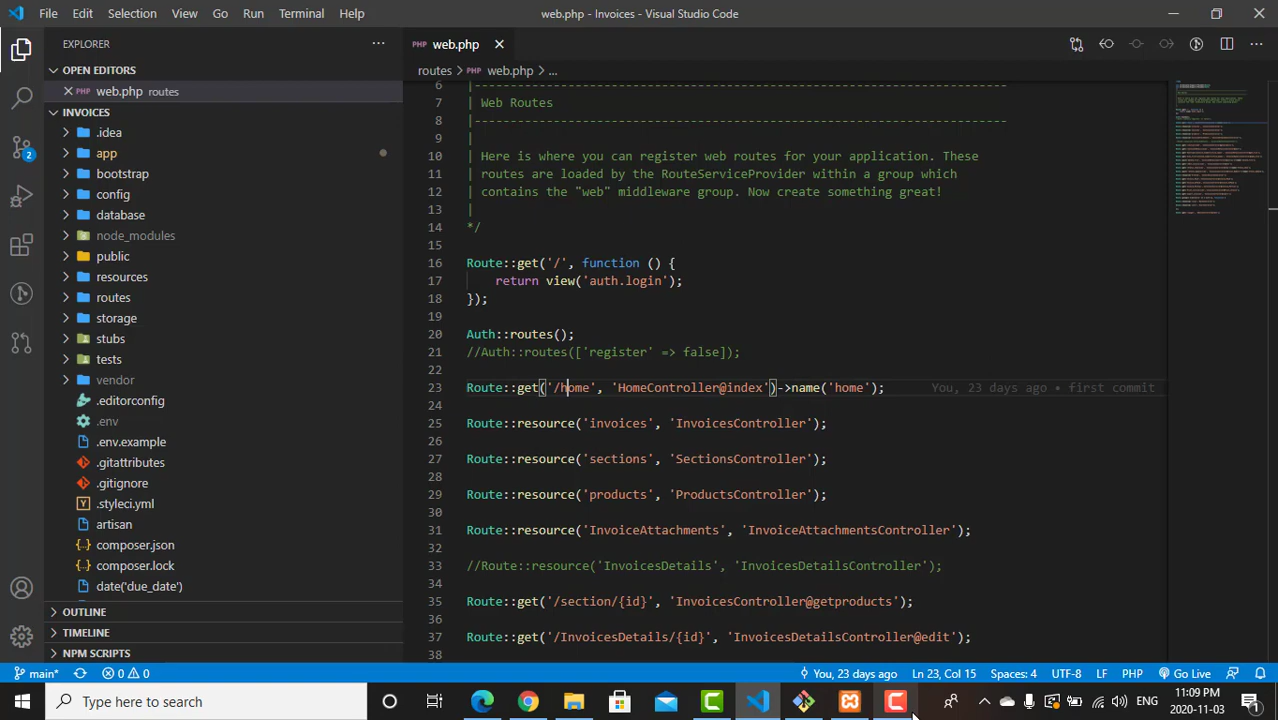 File Edit Selection View Go Run Terminal Help web.php - Invoices - Visual Studio Code
EXPLORER
OPEN EDITORS
PHP web.php routes
INVOICES
.idea
app
bootstrap
config
database
node_modules
public
resources
routes
storage
stubs
tests
vendor
.editorconfig
.env
.env.example
.gitattributes
.gitignore
.styleci.yml
artisan
composer.json
composer.lock
date('due_date')
OUTLINE
TIMELINE
NPM SCRIPTS
2
PHP web.php
routes > PHP web.php > ...
6 |--------------------------------------------------------------------------
7 | Web Routes
8 |--------------------------------------------------------------------------
9 |
10 | Here is where you can register web routes for your application. These
11 loaded by the RouteServiceProvider within a group which
12 | contains the "web" middleware group. Now create something great!
13 |
14 */
15
16 Route::get('/', function () {
17 return view('auth.login');
18 });
19
20 Auth::routes();
21 //Auth::routes(['register' => false]);
22
23 Route::get('/home', 'HomeController@index')->name('home'); You, 23 days ago • first commit
24
25 Route::resource('invoices', 'InvoicesController');
26
27 Route::resource('sections', 'SectionsController');
28
29 Route::resource('products', 'ProductsController');
30
31 Route::resource('InvoiceAttachments', 'InvoiceAttachmentsController');
32
33 //Route::resource('InvoicesDetails', 'InvoicesDetailsController');
34
35 Route::get('/section/{id}', 'InvoicesController@getproducts');
36
37 Route::get('/InvoicesDetails/{id}', 'InvoicesDetailsController@edit');
38
main* 0 0 You, 23 days ago Ln 23, Col 15 Spaces: 4 UTF-8 LF PHP Go Live
Type here to search
ENG
11:09 PM
2020-11-03
1